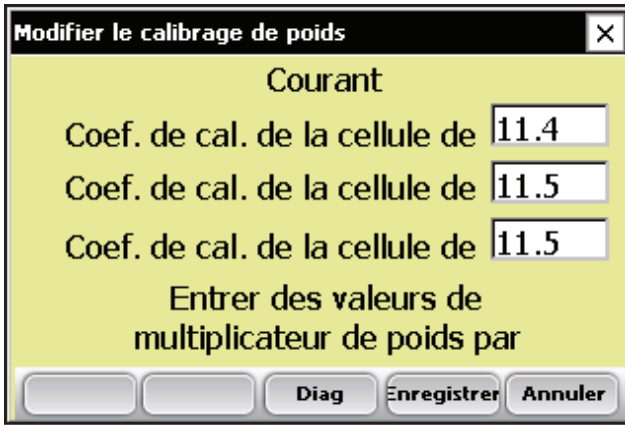 Modifier le calibrage de poids
Courant
Coef. de cal. de la cellule de 11.4
Coef. de cal. de la cellule de 11.5
Coef. de cal. de la cellule de 11.5
Entrer des valeurs de
multiplicateur de poids par
Diag Enregistrer Annuler